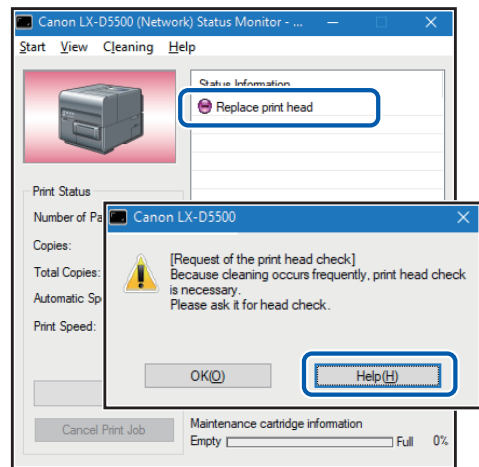 Canon LX-D5500 (Network) Status Monitor - ...
Start View Cleaning Help
Status Information
Replace print head
Print Status
Number of Pa
Copies:
Total Copies:
Automatic Sp
Print Speed:
Canon LX-D5500
[Request of the print head check]
Because cleaning occurs frequently, print head check
is necessary.
Please ask it for head check.
OK(O) Help(H)
Cancel Print Job
Maintenance cartridge information
Empty Full 0%